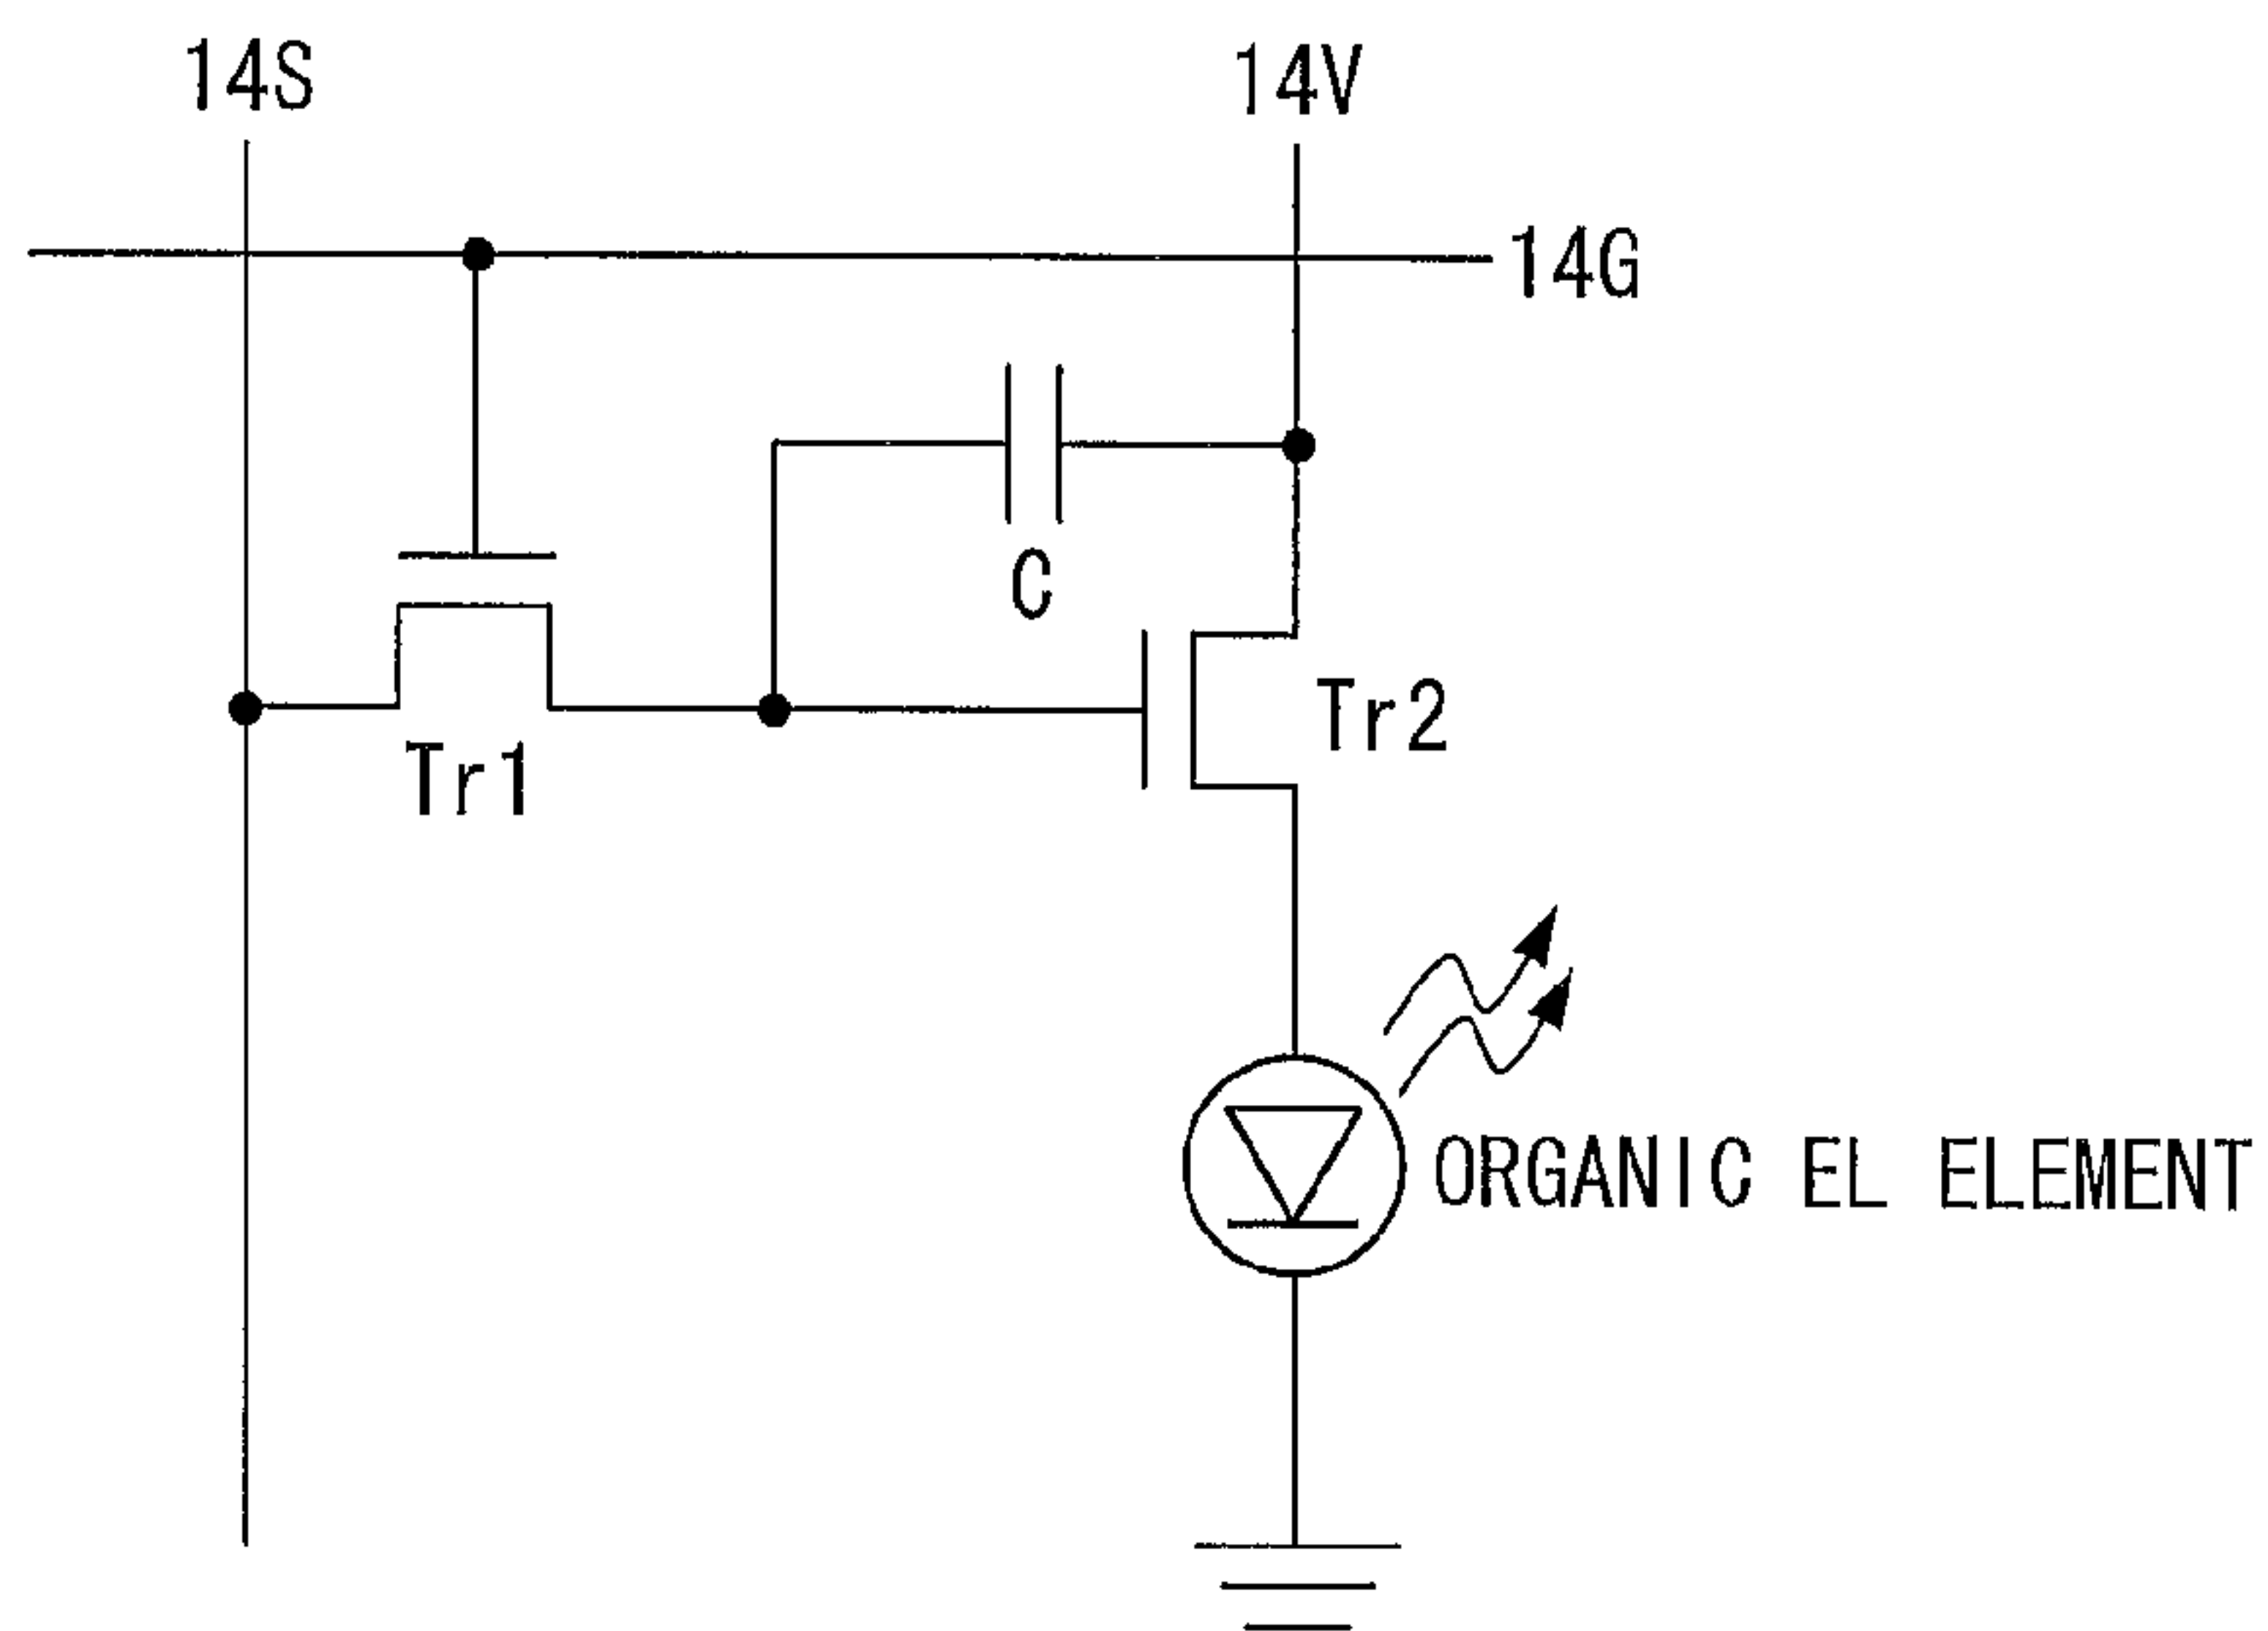 14S
14V
14G
C
Tr2
Tr1
ORGANIC EL ELEMENT